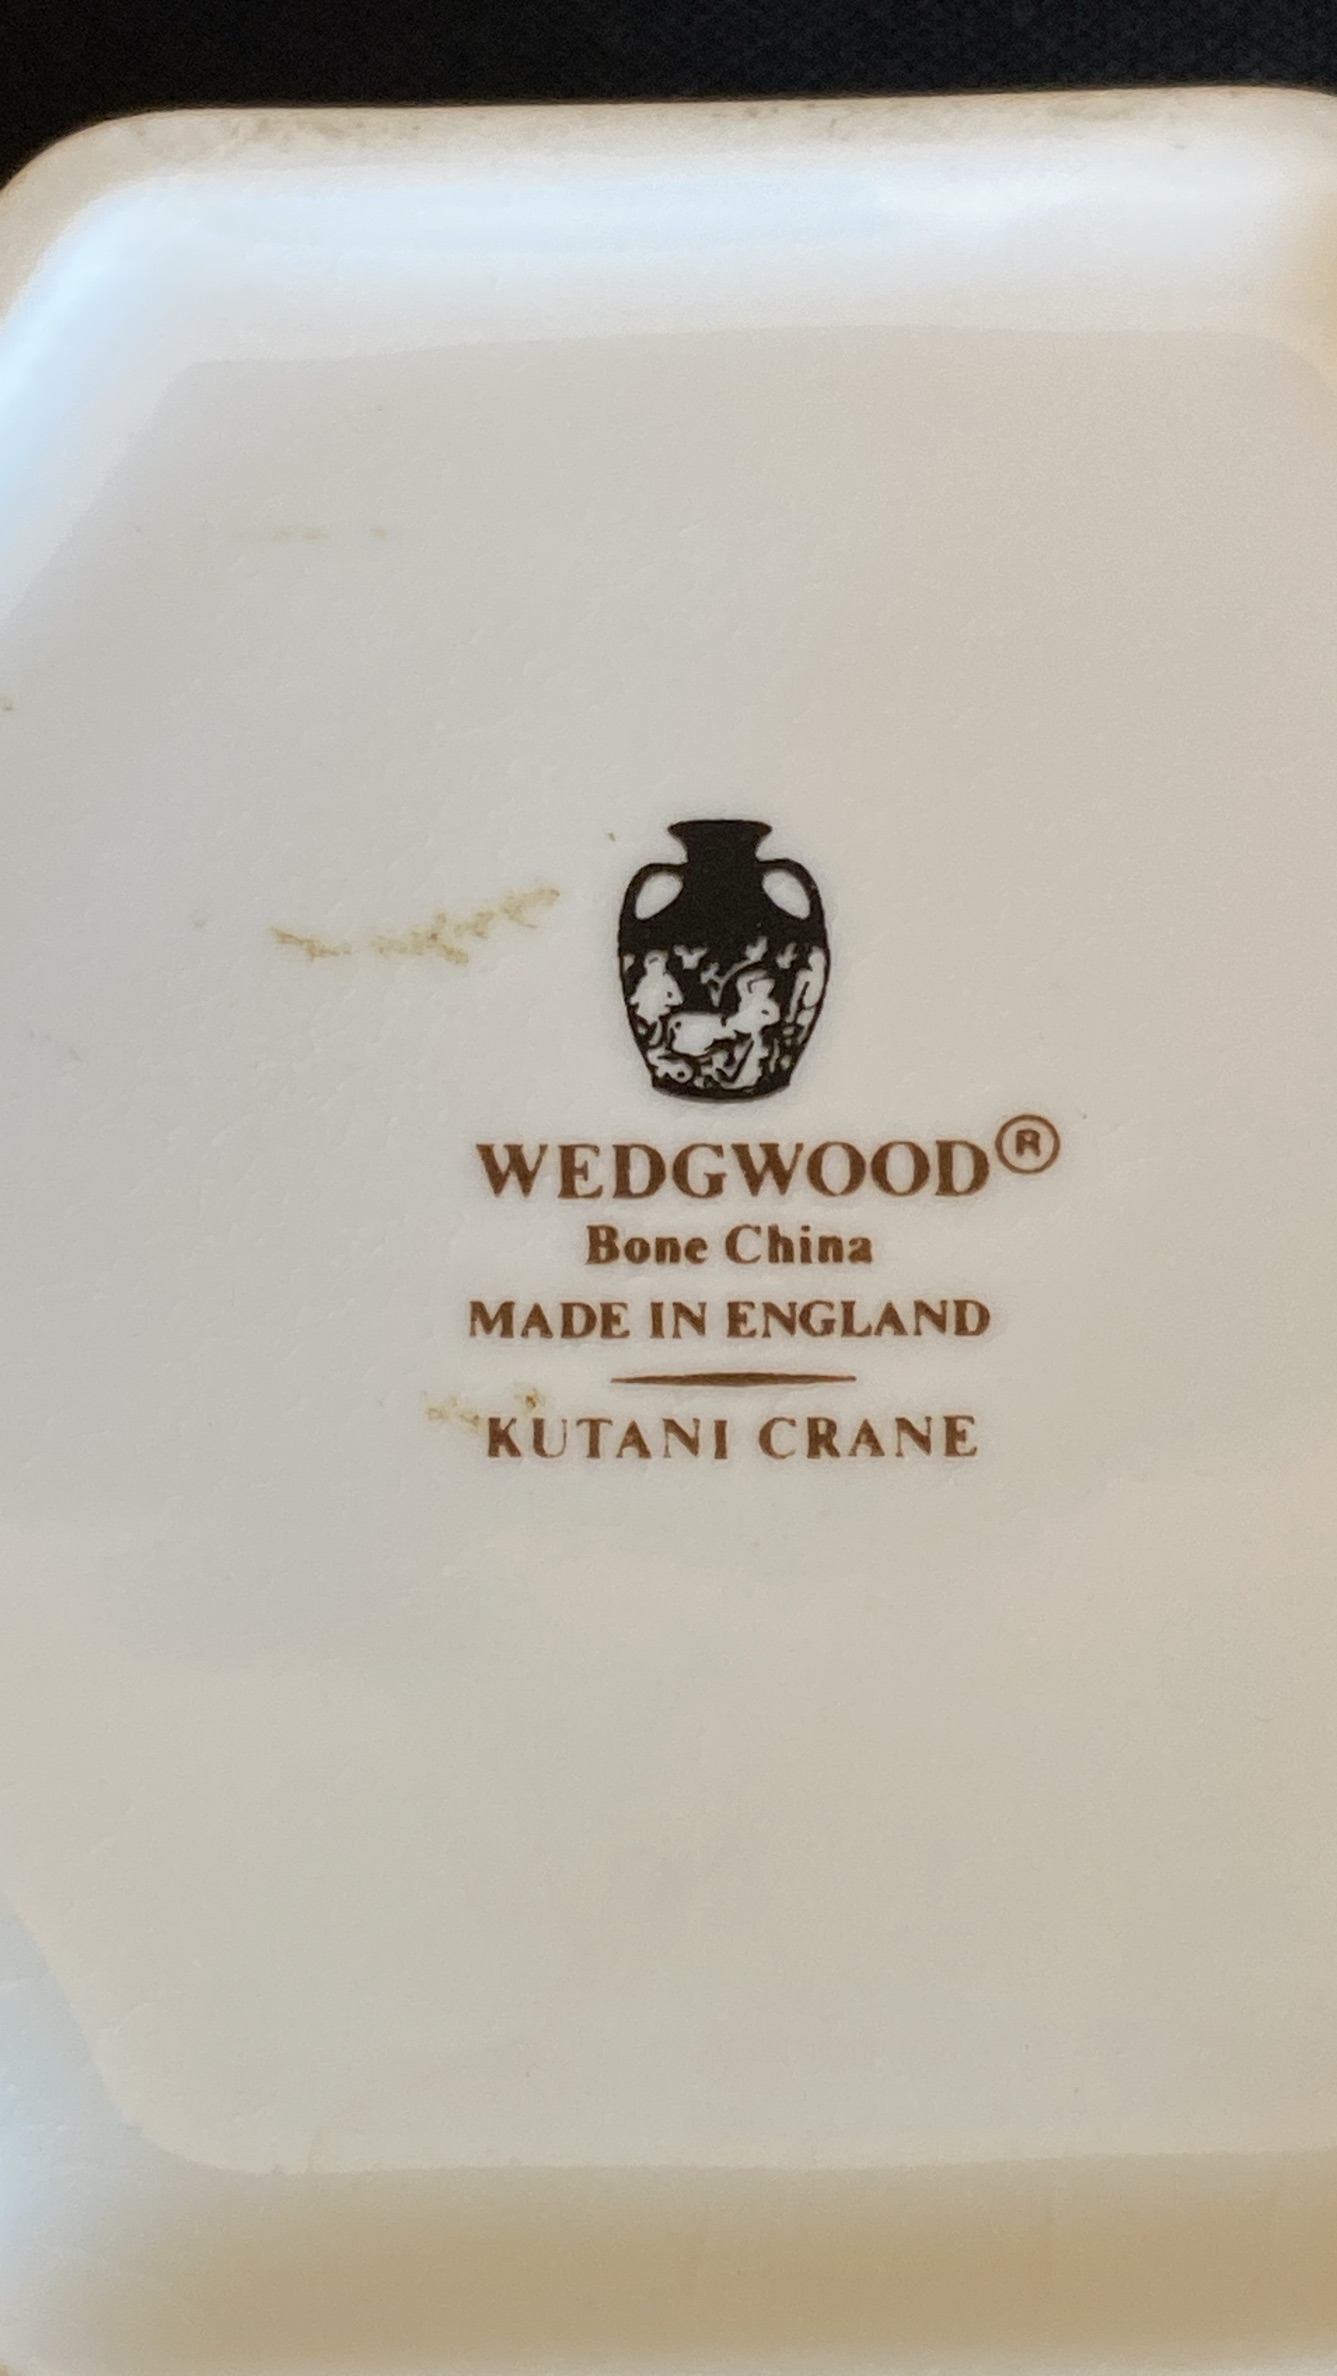 WEDGWOOD®
Bone China
MADE IN ENGLAND
KUTANI CRANE